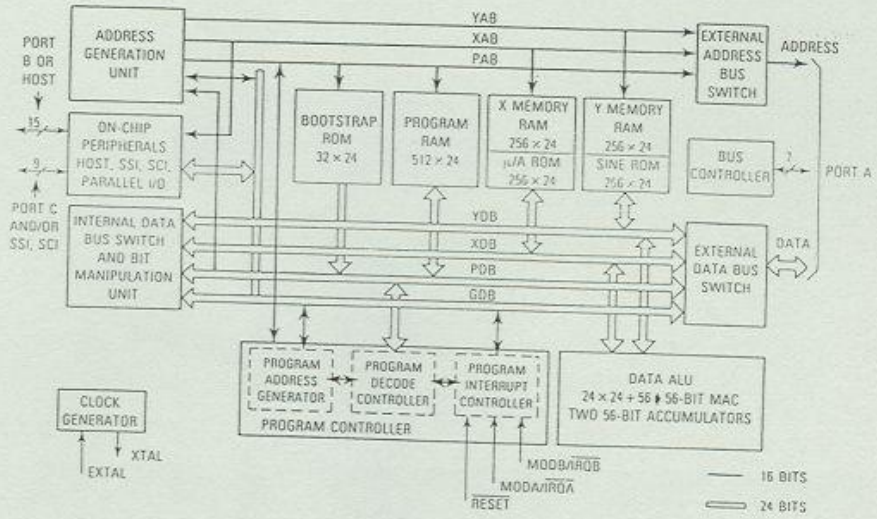 PORT
B OR
HOST
15
9
PORT C
AND/OR
SSI, SCI
ADDRESS
GENERATION
UNIT
ON-CHIP
PERIPHERALS
HOST, SSI, SCI,
PARALLEL I/O
INTERNAL DATA
BUS SWITCH
AND BIT
MANIPULATION
UNIT
YAB
XAB
PAB
BOOTSTRAP
ROM
32 × 24
PROGRAM
RAM
512 × 24
X MEMORY
RAM
256 × 24
μ/A ROM
256 × 24
Y MEMORY
RAM
256 × 24
SINE ROM
256 × 24
EXTERNAL
ADDRESS
BUS
SWITCH
ADDRESS
BUS
CONTROLLER
7
PORT A
YDB
XDB
PDB
GDB
EXTERNAL
DATA BUS
SWITCH
DATA
PROGRAM
ADDRESS
GENERATOR
PROGRAM
DECODE
CONTROLLER
PROGRAM
INTERRUPT
CONTROLLER
PROGRAM CONTROLLER
DATA ALU
24 × 24 + 56 → 56-BIT MAC
TWO 56-BIT ACCUMULATORS
CLOCK
GENERATOR
XTAL
EXTAL
MODB/IRQB
MODA/IRQA
RESET
16 BITS
24 BITS